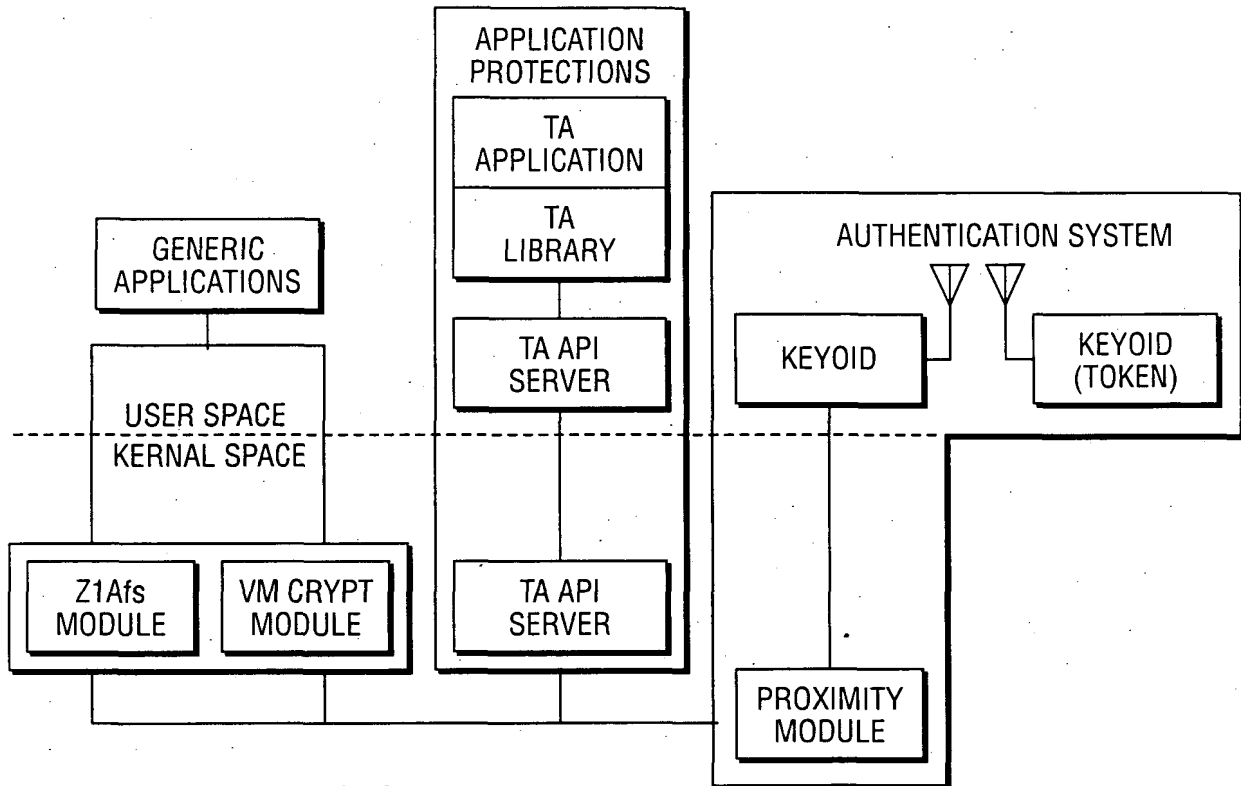 APPLICATION
PROTECTIONS
TA
APPLICATION
TA
LIBRARY
GENERIC
APPLICATIONS
AUTHENTICATION SYSTEM
TA API
SERVER
KEYOID
KEYOID
(TOKEN)
USER SPACE
KERNAL SPACE
Z1Afs
MODULE
VM CRYPT
MODULE
TA API
SERVER
PROXIMITY
MODULE